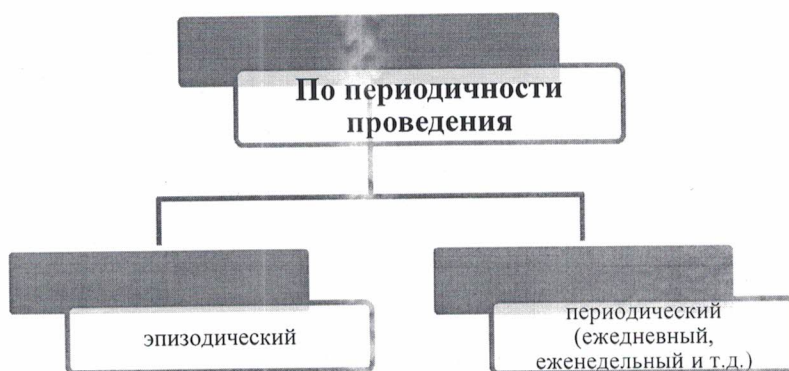 По периодичности
проведения
эпизодический
периодический
(ежедневный,
еженедельный и т.д.)